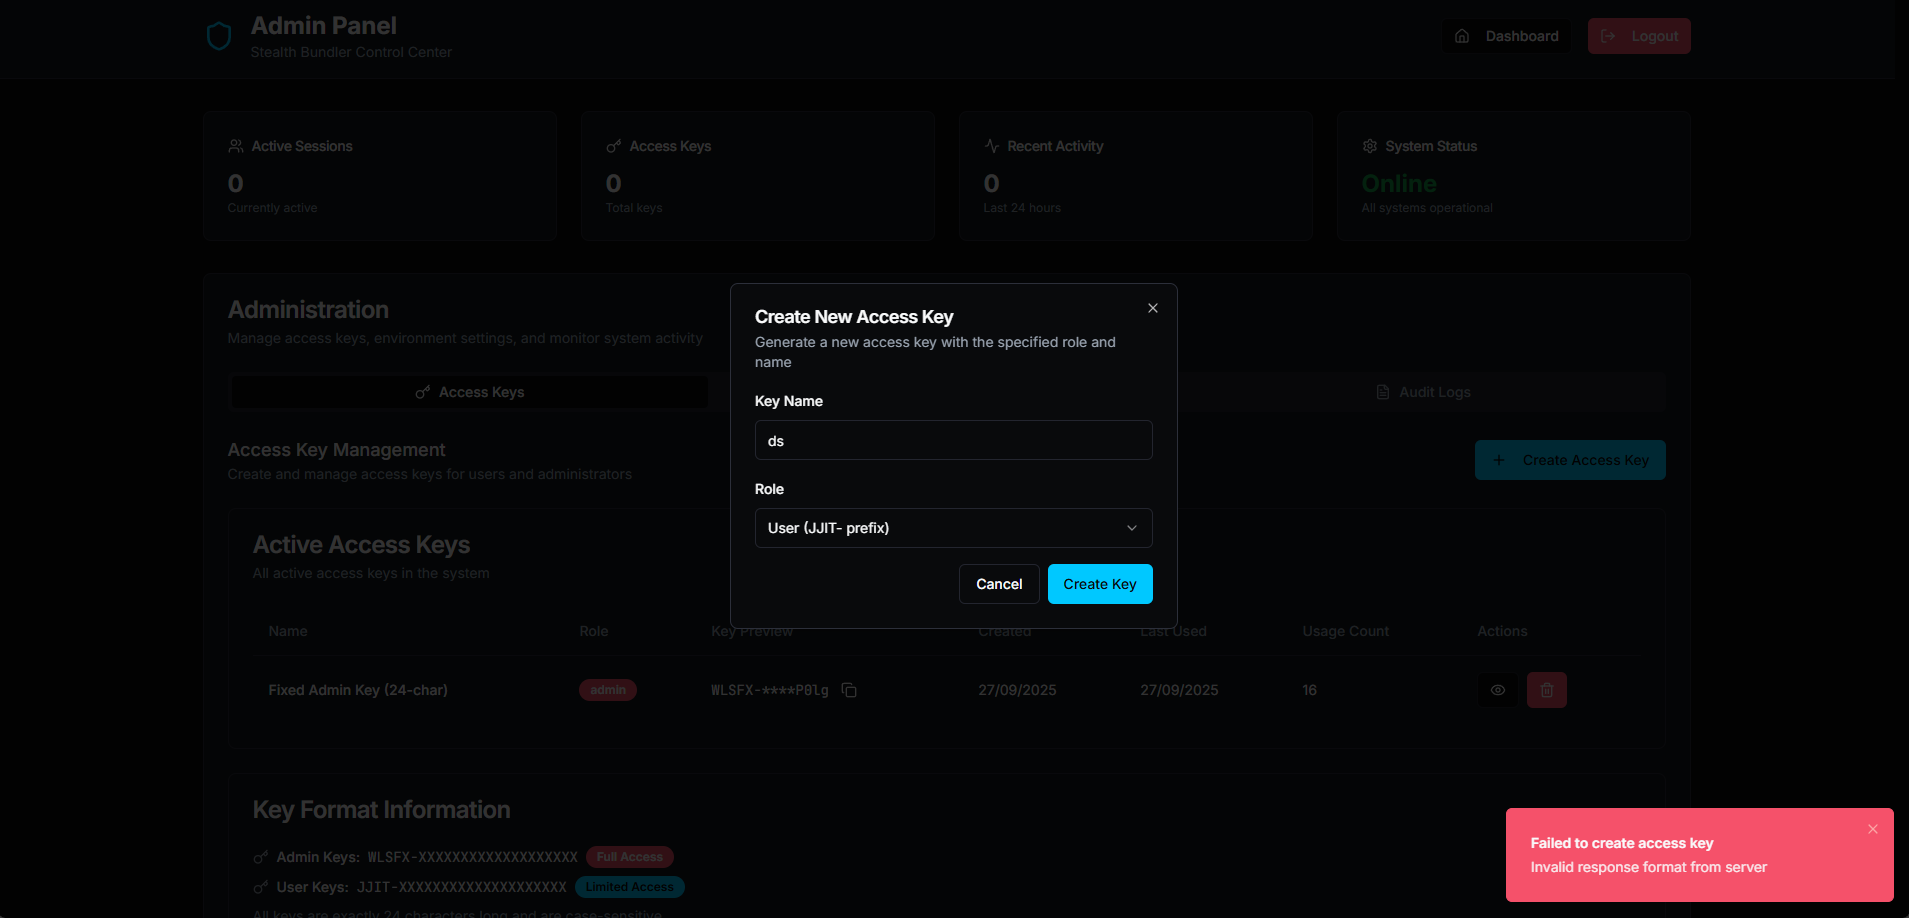 Admin Panel
Stealth Bundler Control Center
Dashboard
Logout
Active Sessions
0
Currently active
Access Keys
0
Total keys
Recent Activity
0
Last 24 hours
System Status
Online
All systems operational
Administration
Manage access keys, environment settings, and monitor system activity
Access Keys
Audit Logs
Access Key Management
Create and manage access keys for users and administrators
Create Access Key
Create New Access Key
Generate a new access key with the specified role and
name
Key Name
ds
Role
User (JJIT- prefix)
Cancel
Create Key
Active Access Keys
All active access keys in the system
Name
Role
Key Preview
Created
Last Used
Usage Count
Actions
Fixed Admin Key (24-char)
admin
WLSFX-****P0lg
27/09/2025
27/09/2025
16
Key Format Information
Admin Keys: WLSFX-XXXXXXXXXXXXXXXXXXX Full Access
User Keys: JJIT-XXXXXXXXXXXXXXXXXXXX Limited Access
All keys are exactly 24 characters long and are case-sensitive
Failed to create access key
Invalid response format from server